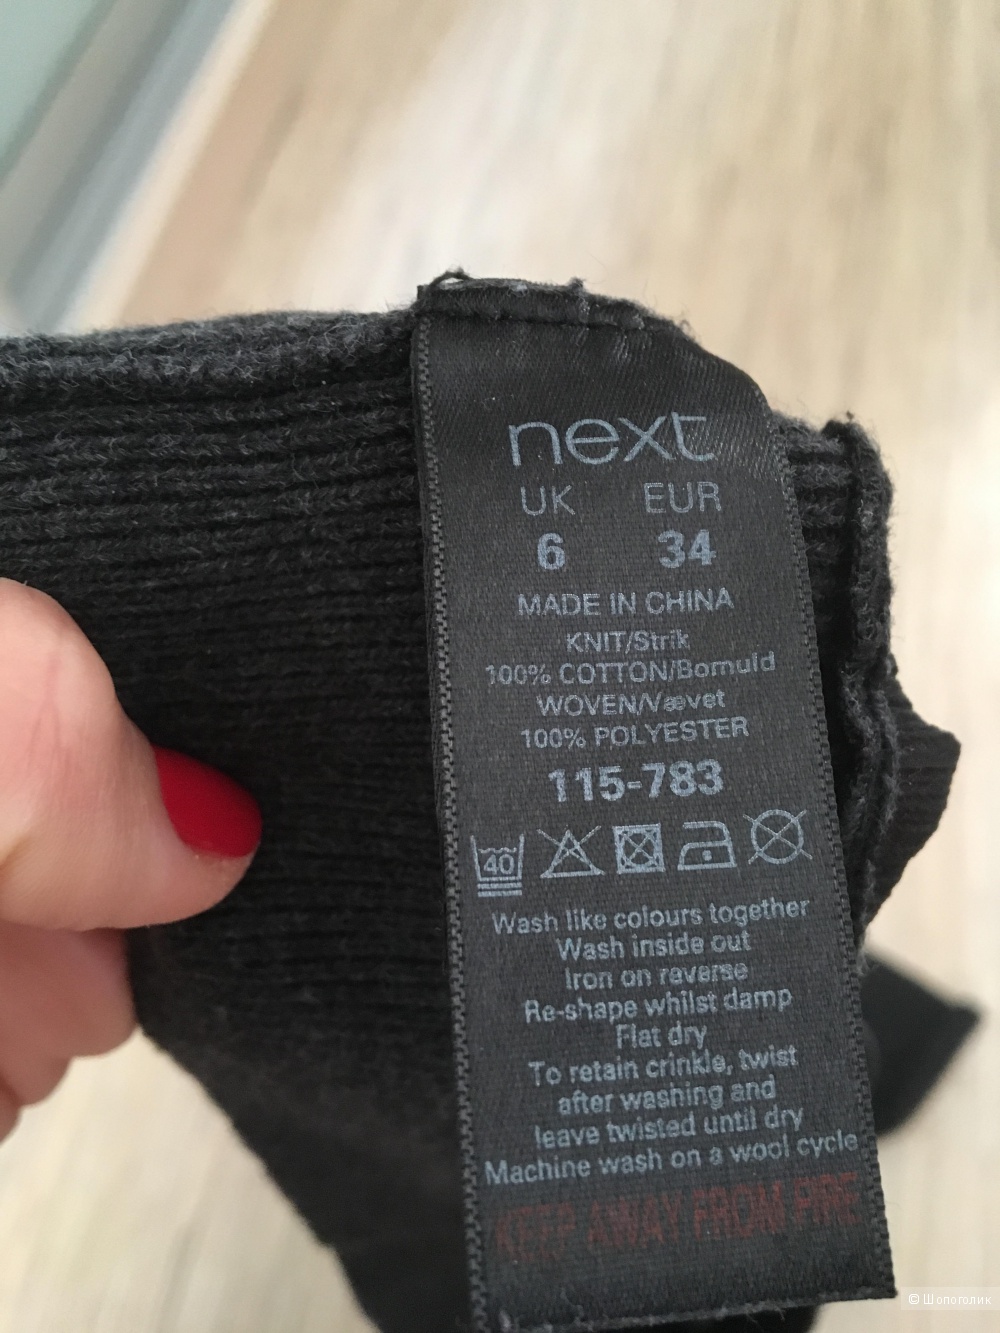 next
UK EUR
6 34
MADE IN CHINA
KNIT/Strik
100% COTTON/Bomuld
WOVEN/Vævet
100% POLYESTER
115-783
40
Wash like colours together
Wash inside out
Iron on reverse
Re-shape whilst damp
Flat dry
To retain crinkle, twist
after washing and
leave twisted until dry
Machine wash on a wool cycle
KEEP AWAY FROM FIRE
© Шопоголик